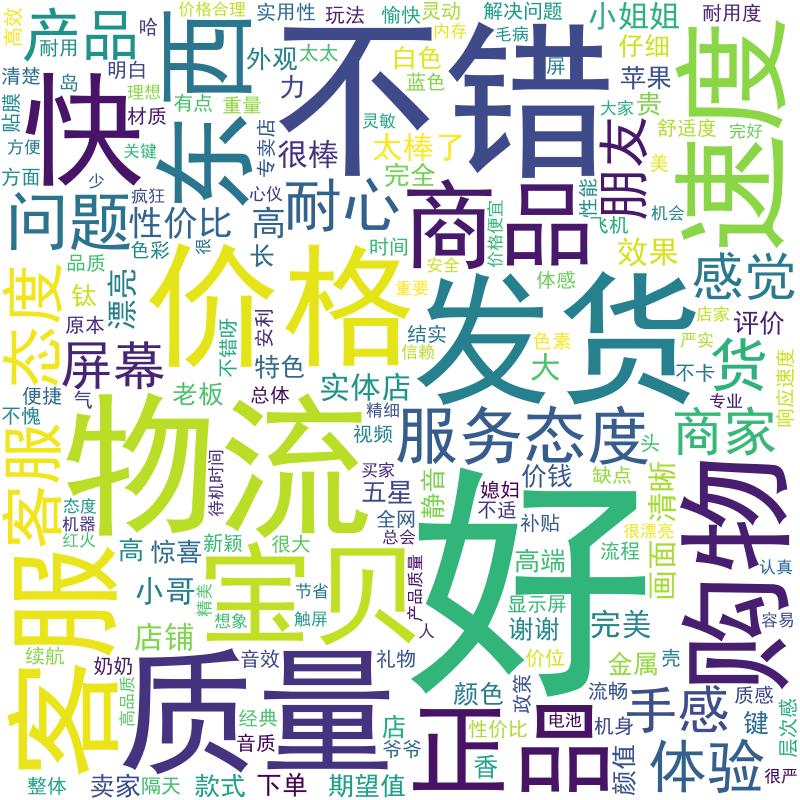 高效
产品
耐用
哈
价格合理
实用性
玩法
愉快
灵动
解决问题
内存
毛病
小姐姐
耐用度
西
东
不错
速度
快
清楚
岛
明白
外观
太太
白色
蓝色
屏
仔细
苹果
贵
力
理想
有点
重量
贴膜
材质
方便
关键
专卖店
很棒
灵敏
太棒了
大家
舒适度
完好
朋友
美
方面
少
疯狂
心仪
完全
性能
飞机
机会
问题
性价比
很
高
耐心
商品
价格便宜
色彩
长
时间
效果
品质
态度
钛
漂亮
价格
安全
重要
体感
发货
感觉
店家
原本
屏幕
不错呀
安利
特色
结实
信赖
色素
严实
评价
大
不卡
货
响应速度
便捷
气
不愧
老板
总体
实体店
精细
专业
物流
视频
服务态度
头
商家
客服
待机时间
买家
五星
静音
媳妇
价钱
缺点
清晰
态度
机器
全网
不适
补贴
画面
很漂亮
购物
红火
高
惊喜
新颖
很大
总会
好
高端
流程
认真
客服
小哥
宝贝
产品质量
显示屏
精美
想象
节省
触屏
人
谢谢
完美
容易
店铺
续航
奶奶
音效
礼物
价位
金属
壳
质量
高品质
颜色
政策
流畅
质感
手感
经典
音质
店
爷爷
正品
性价比
电池
机身
键
层次感
香
颜值
体验
很严
整体
卖家
隔天
款式
下单
期望值